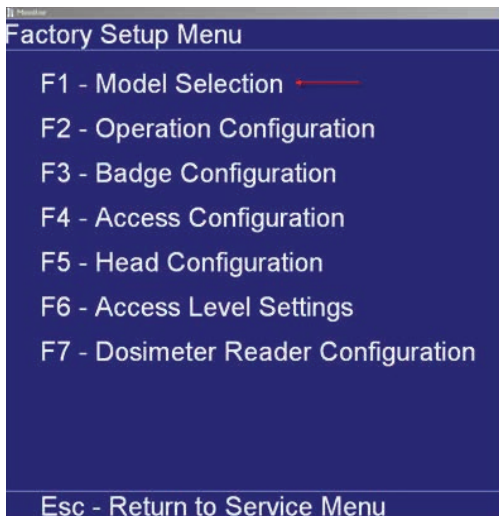 Monitor
Factory Setup Menu
F1 - Model Selection
F2 - Operation Configuration
F3 - Badge Configuration
F4 - Access Configuration
F5 - Head Configuration
F6 - Access Level Settings
F7 - Dosimeter Reader Configuration
Esc - Return to Service Menu